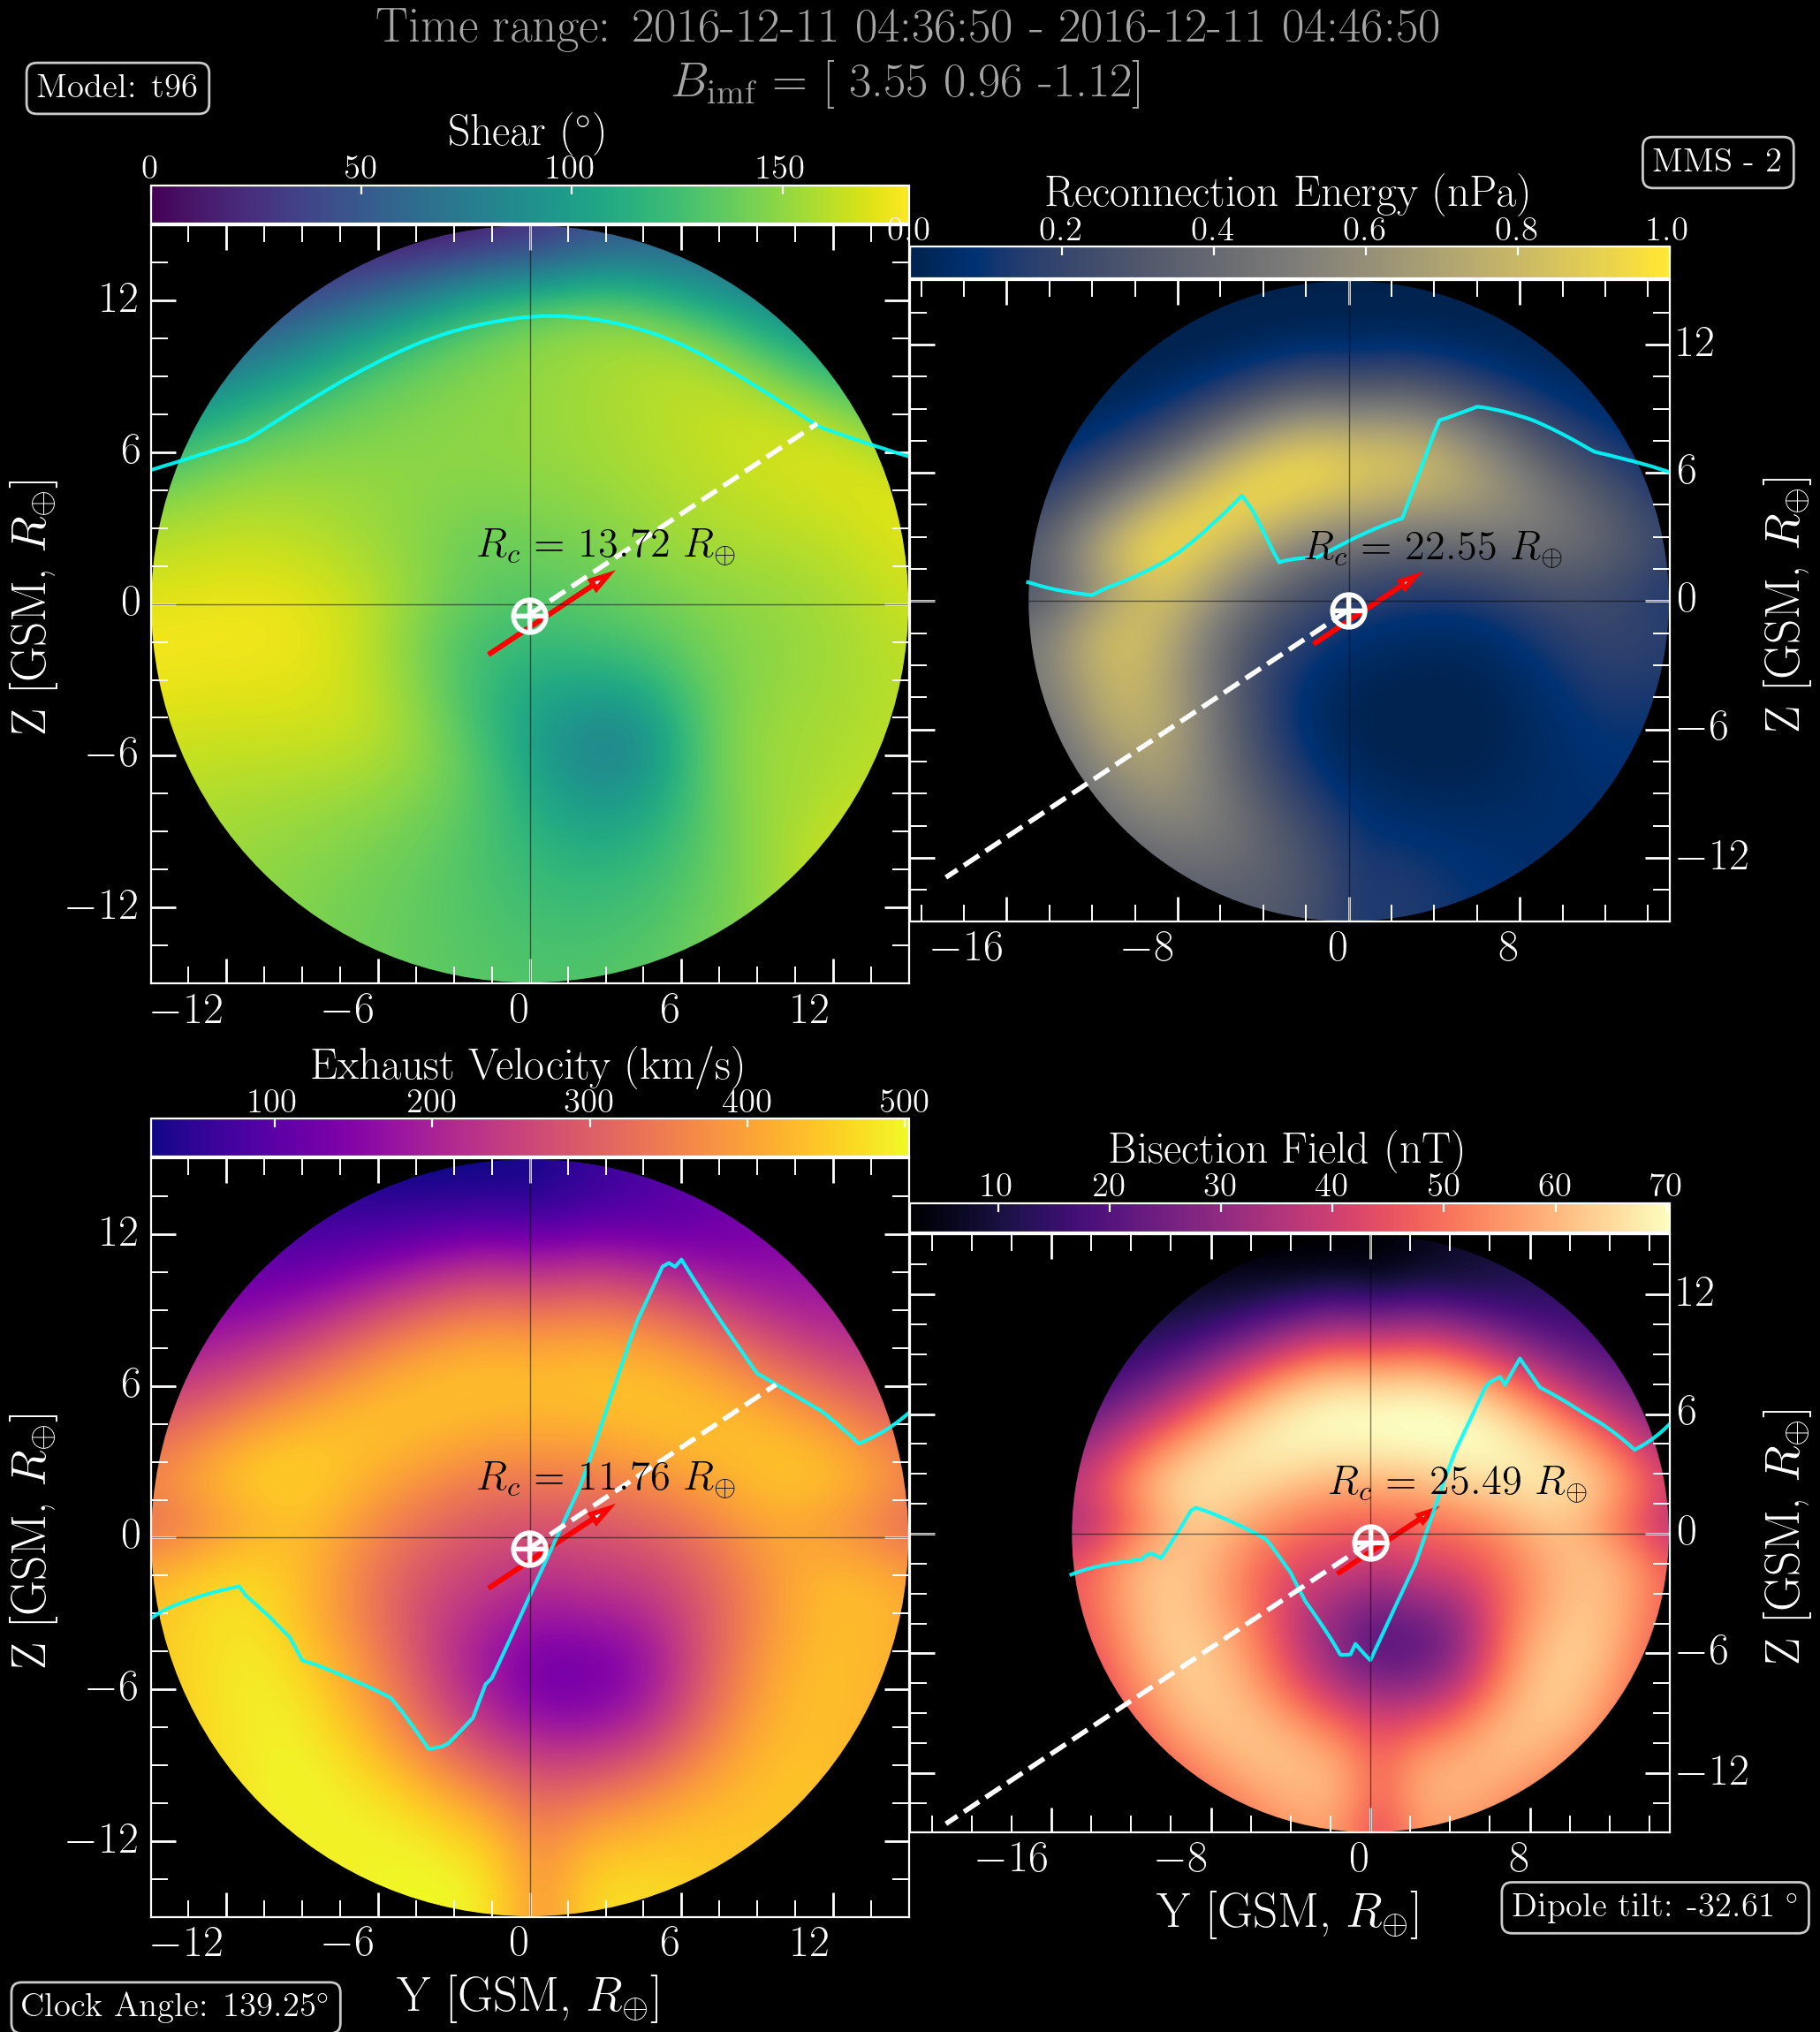 Time range: 2016-12-11 04:36:50 - 2016-12-11 04:46:50
B_imf = [ 3.55 0.96 -1.12]
Model: t96
MMS - 2
Shear (°)
0 50 100 150
12
6
0
−6
−12
Z [GSM, R⊕]
R_c = 13.72 R⊕
−12 −6 0 6 12
Reconnection Energy (nPa)
0.0 0.2 0.4 0.6 0.8 1.0
12
6
0
−6
−12
Z [GSM, R⊕]
R_c = 22.55 R⊕
−16 −8 0 8
Exhaust Velocity (km/s)
100 200 300 400 500
12
6
0
−6
−12
Z [GSM, R⊕]
R_c = 11.76 R⊕
−12 −6 0 6 12
Y [GSM, R⊕]
Bisection Field (nT)
10 20 30 40 50 60 70
12
6
0
−6
−12
Z [GSM, R⊕]
R_c = 25.49 R⊕
−16 −8 0 8
Y [GSM, R⊕]
Dipole tilt: -32.61 °
Clock Angle: 139.25°